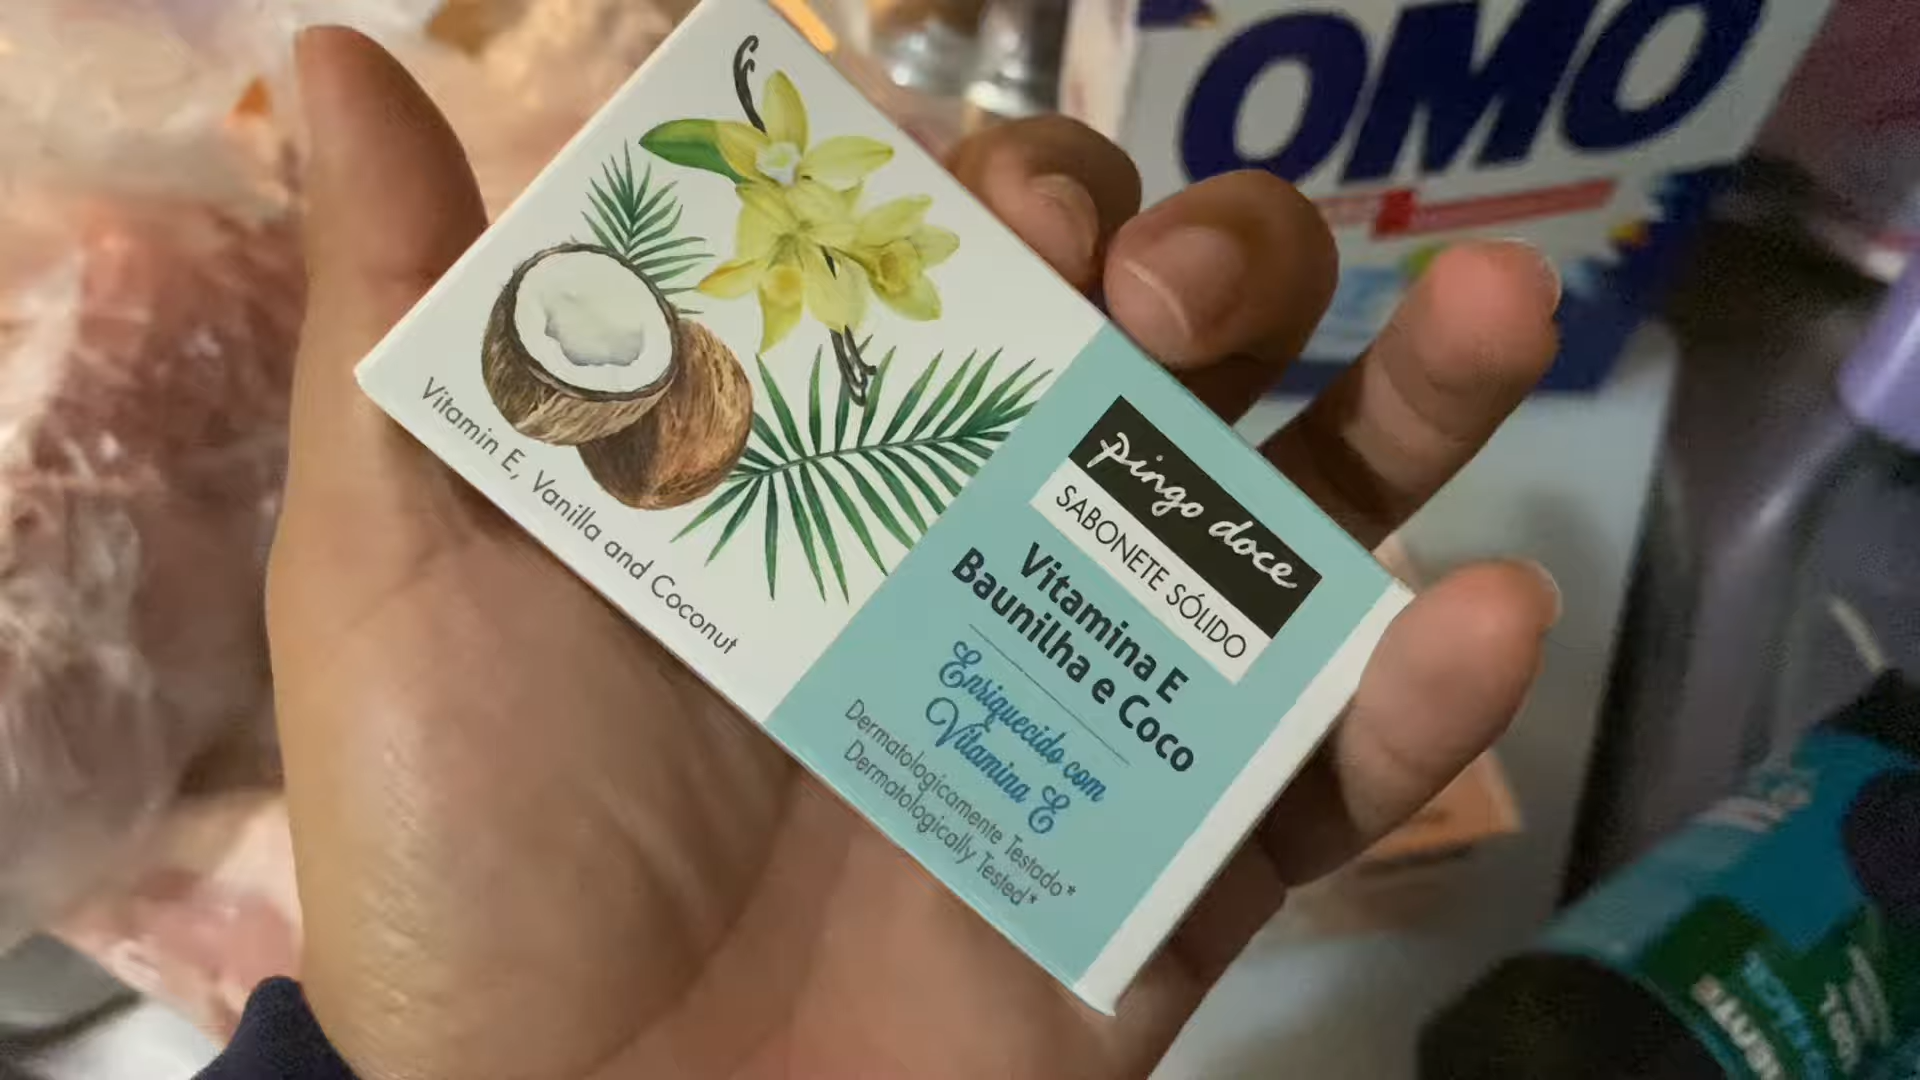 OMO
pingo doce
SABONETE SÓLIDO
Vitamina E
Baunilha e Coco
Enriquecido com
Vitamina E
Dermatologicamente Testado*
Dermatologically Tested*
Vitamin E, Vanilla and Coconut